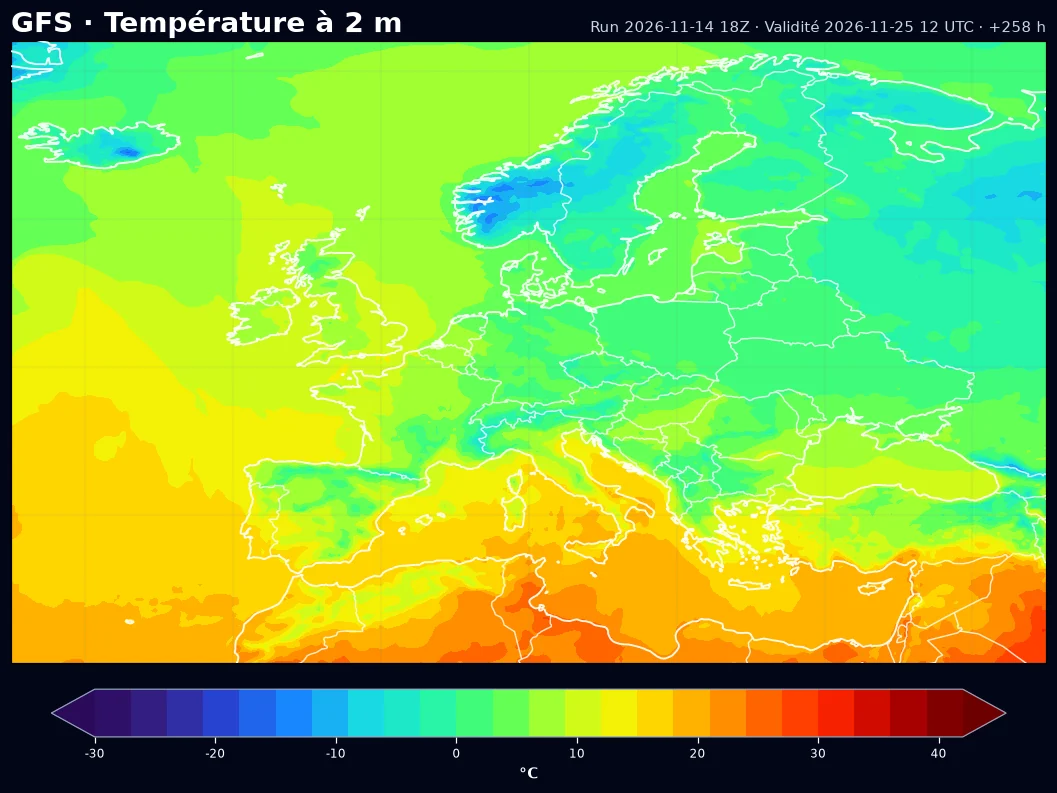 GFS · Température à 2 m
Run 2026-11-14 18Z · Validité 2026-11-25 12 UTC · +258 h
-30 -20 -10 0 10 20 30 40
°C